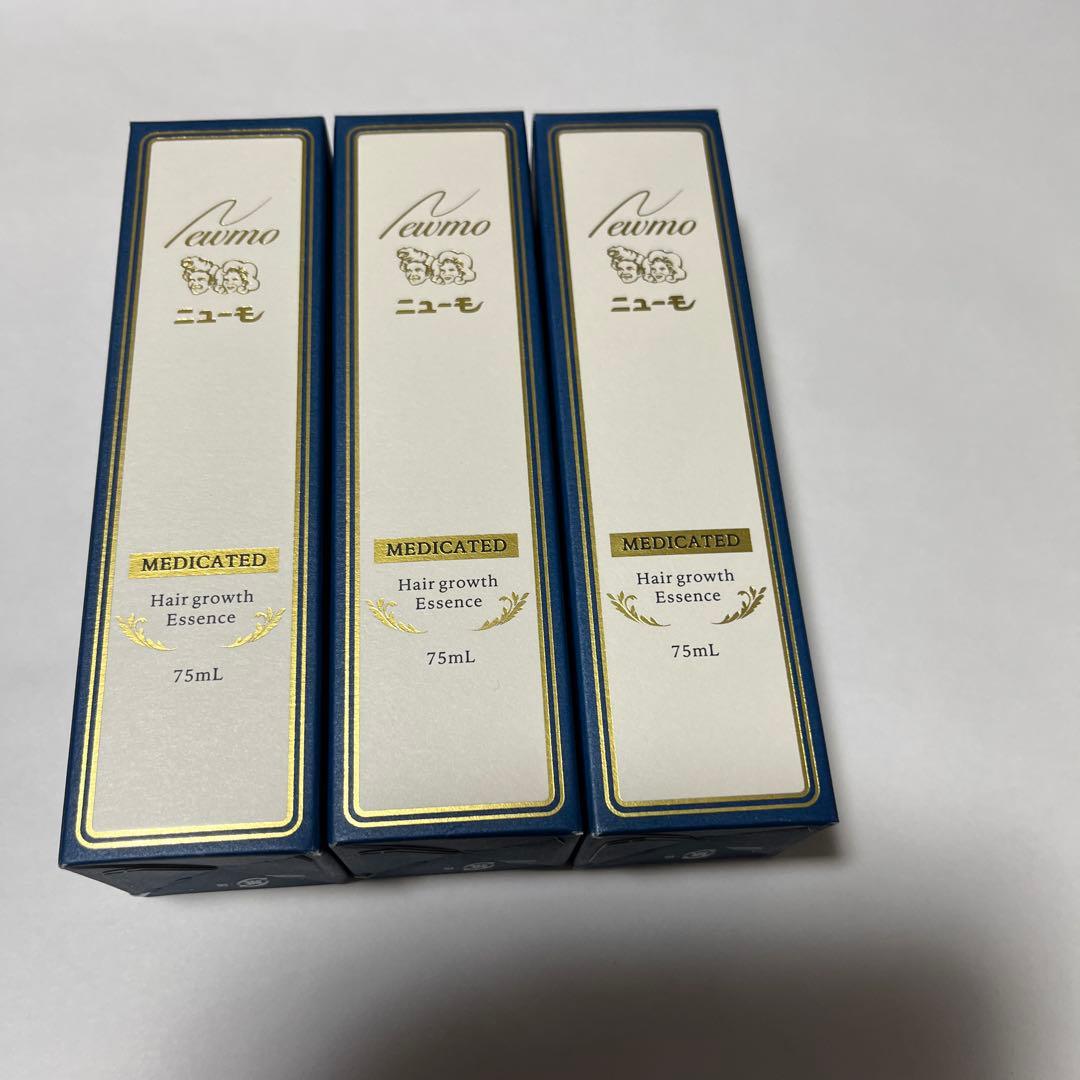 Newmo
ニューモ
MEDICATED
Hair growth
Essence
75mL
Newmo
ニューモ
MEDICATED
Hair growth
Essence
75mL
Newmo
ニューモ
MEDICATED
Hair growth
Essence
75mL